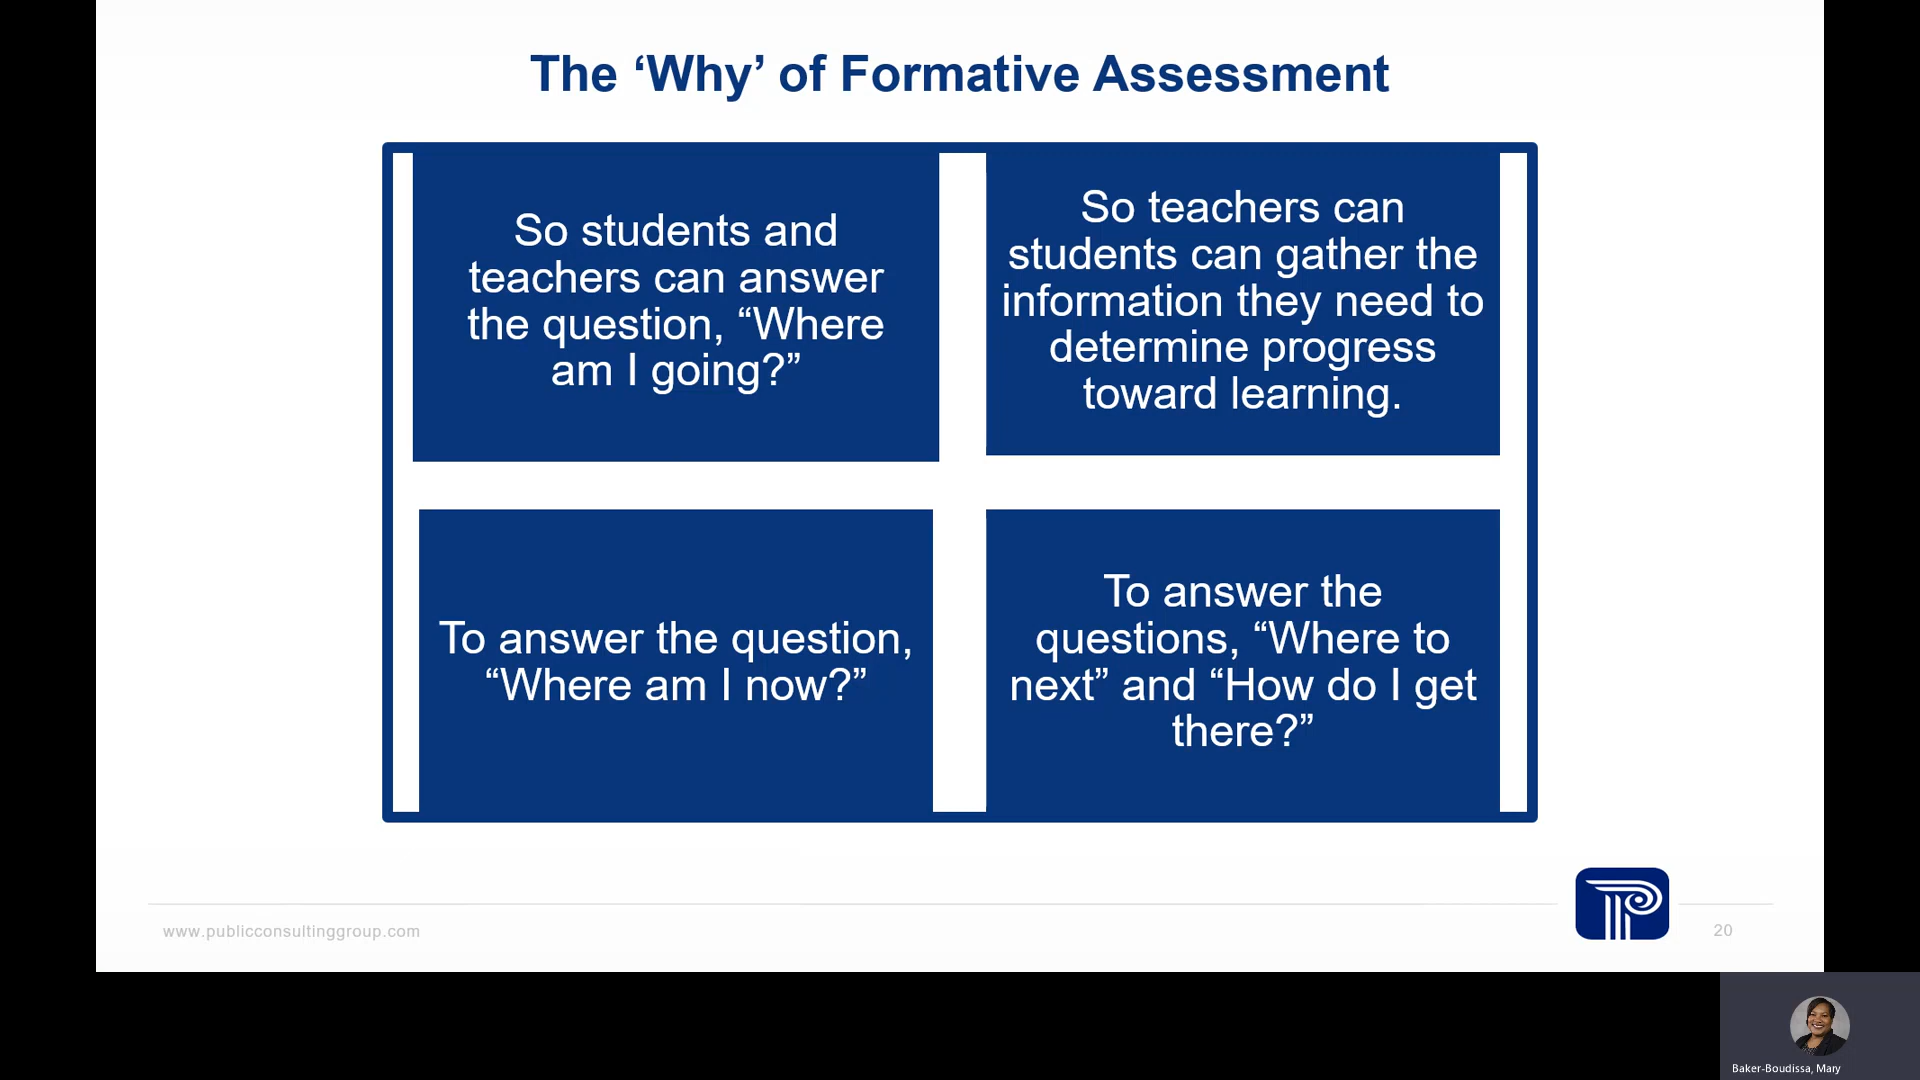 The ‘Why’ of Formative Assessment
So students and
teachers can answer
the question, “Where
am I going?”
So teachers can
students can gather the
information they need to
determine progress
toward learning.
To answer the question,
“Where am I now?”
To answer the
questions, “Where to
next” and “How do I get
there?”
www.publicconsultinggroup.com
20
Baker-Boudissa, Mary